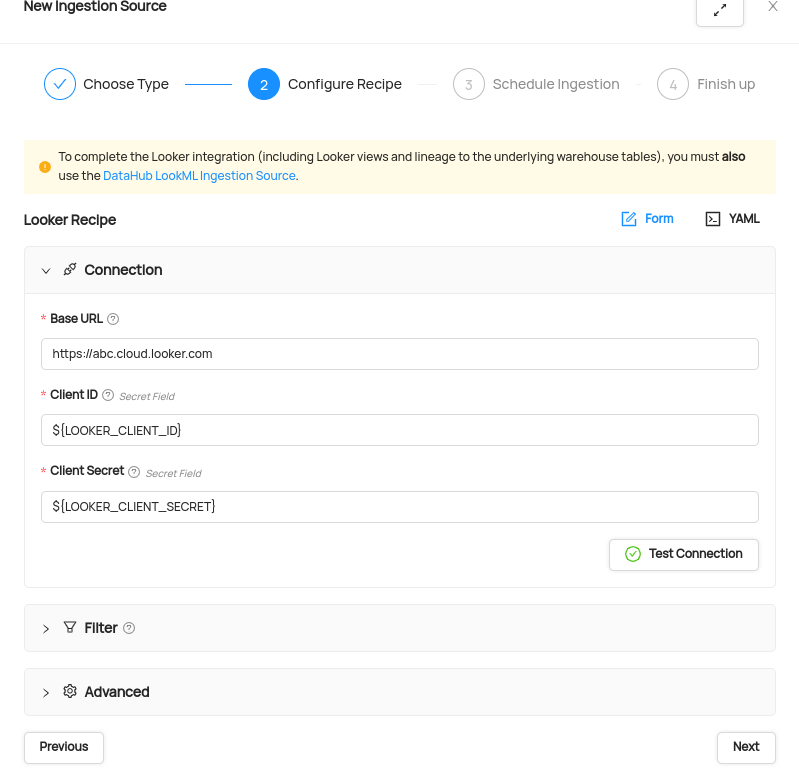 New Ingestion Source
Choose Type
2 Configure Recipe
3 Schedule Ingestion
4 Finish up
To complete the Looker integration (including Looker views and lineage to the underlying warehouse tables), you must also
use the DataHub LookML Ingestion Source.
Looker Recipe
Form
YAML
Connection
* Base URL ?
https://abc.cloud.looker.com
* Client ID ? Secret Field
${LOOKER_CLIENT_ID}
* Client Secret ? Secret Field
${LOOKER_CLIENT_SECRET}
Test Connection
Filter ?
Advanced
Previous
Next